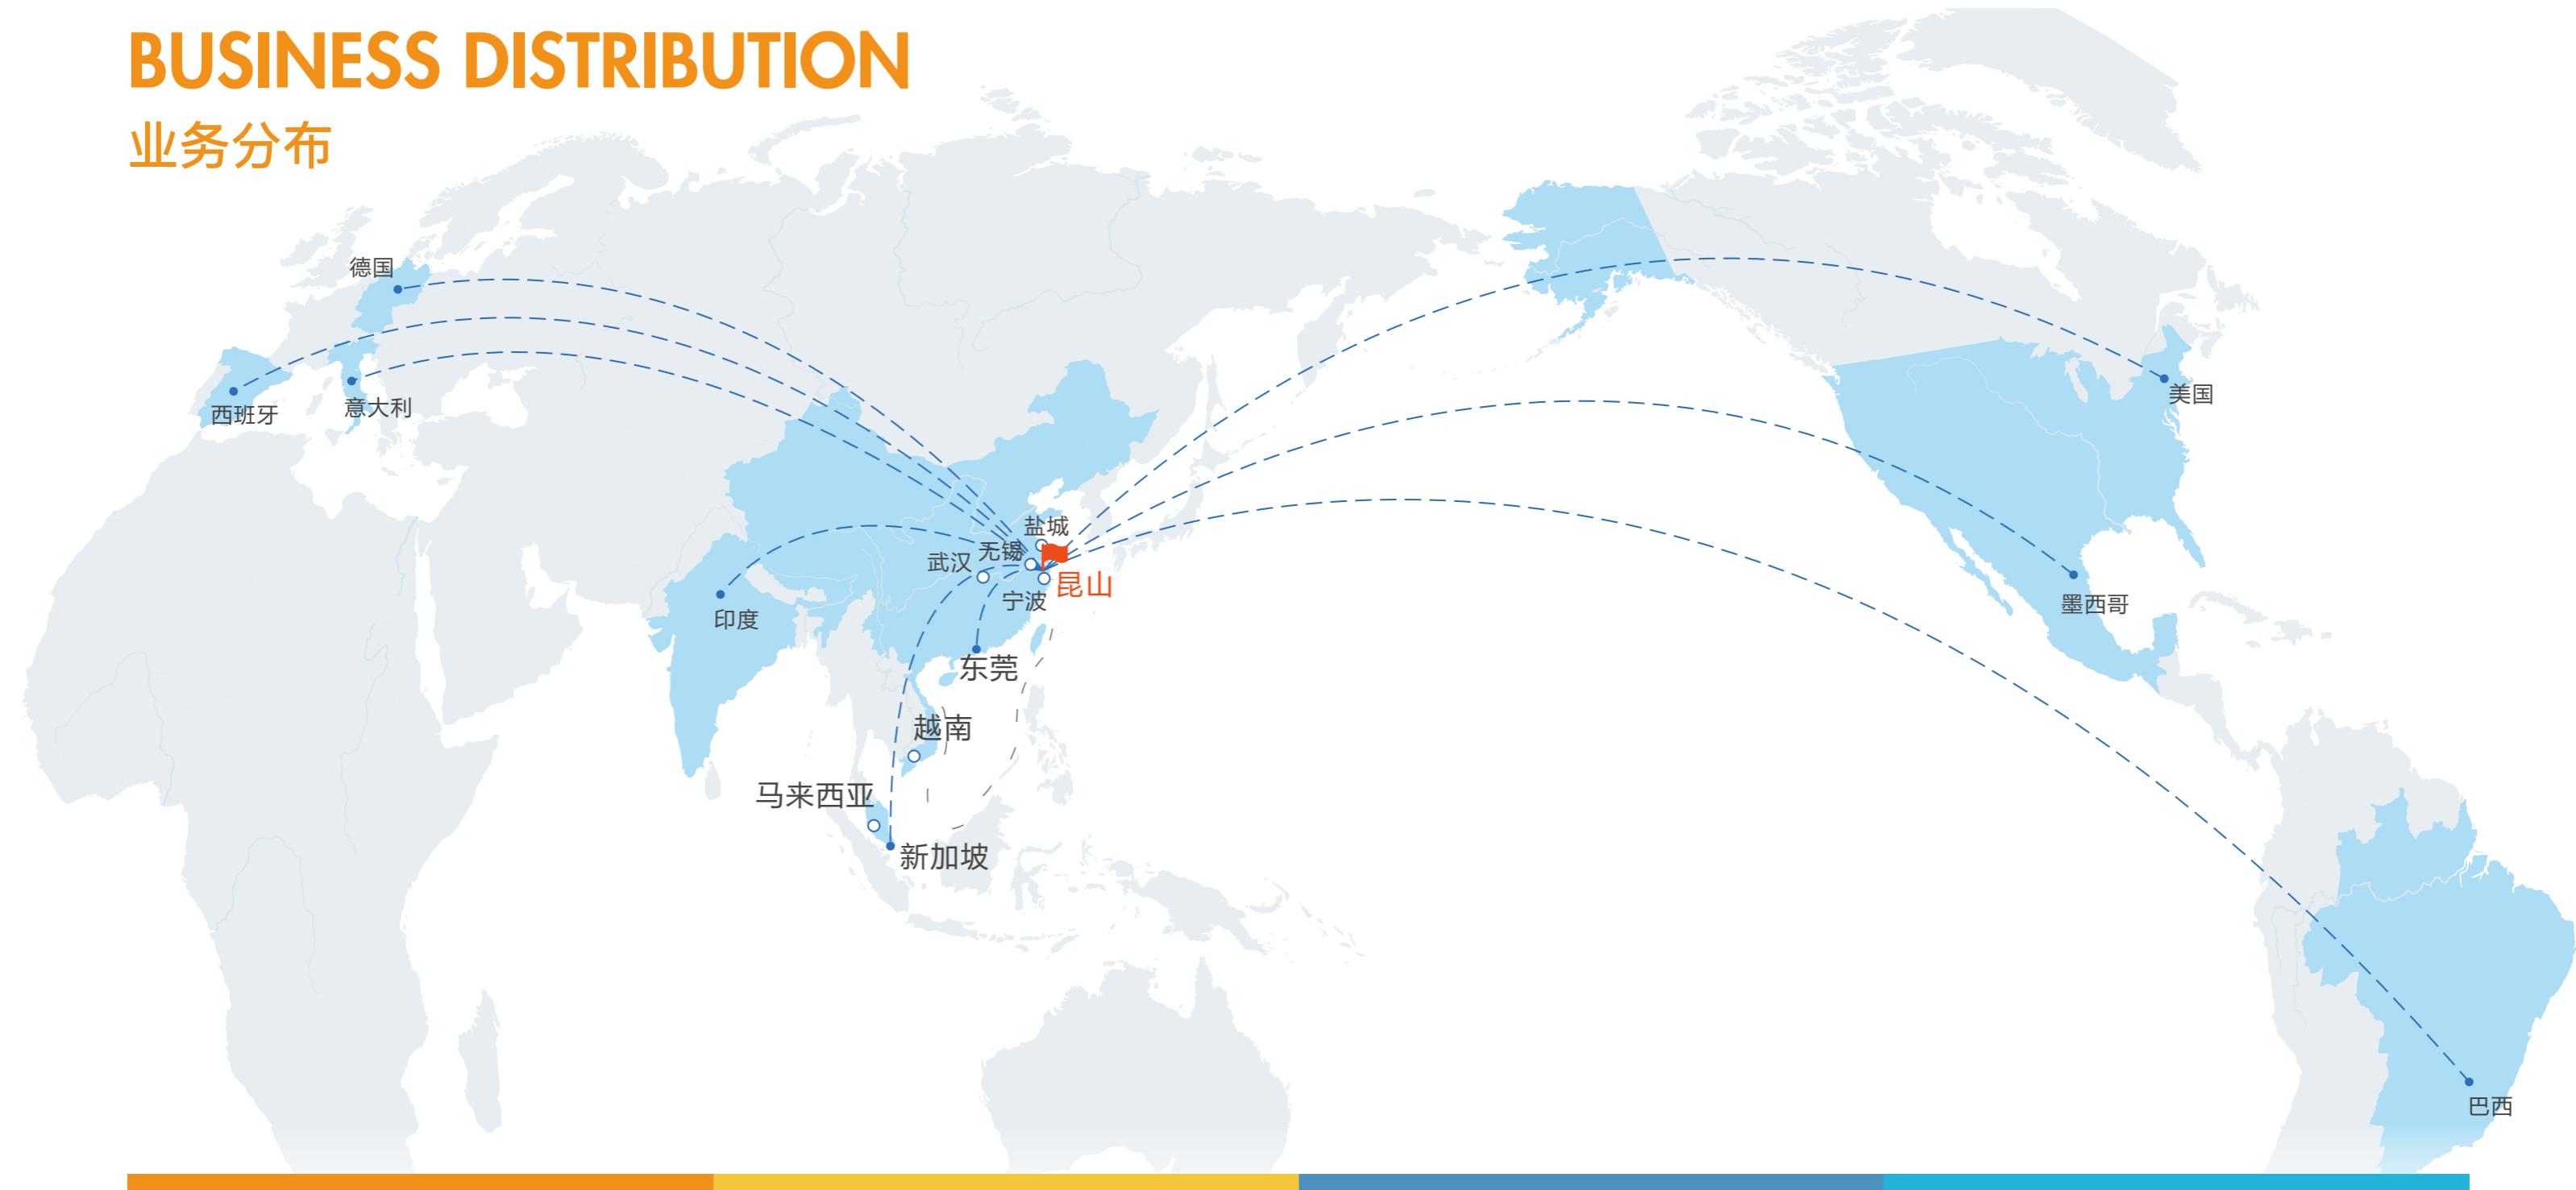 BUSINESS DISTRIBUTION
业务分布
德国
西班牙
意大利
美国
盐城
无锡
武汉
昆山
宁波
印度
墨西哥
东莞
越南
马来西亚
新加坡
巴西